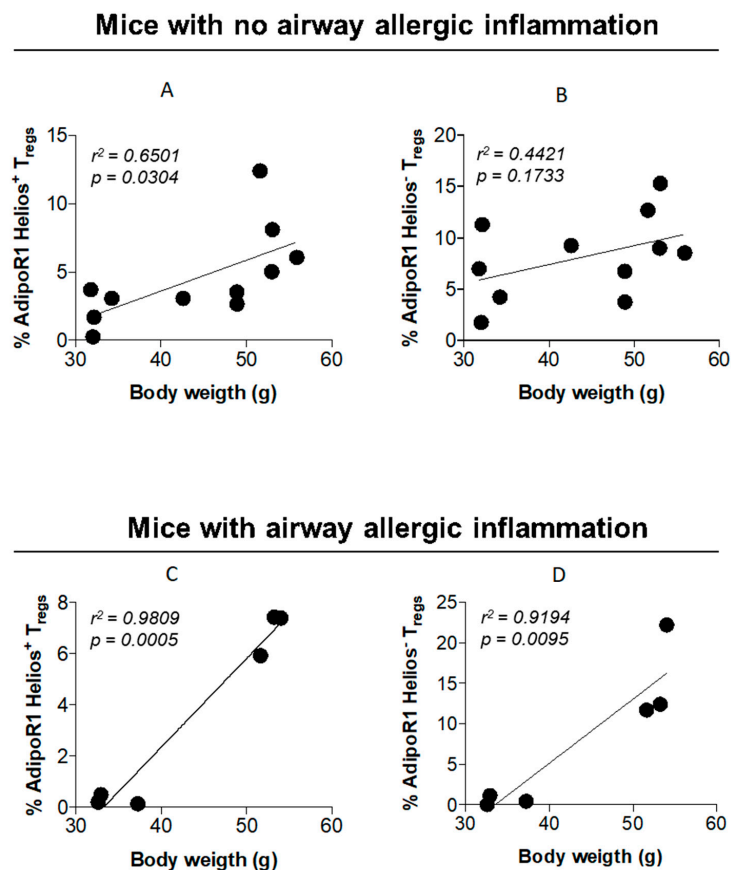 Mice with no airway allergic inflammation
A
B
% AdipoR1 Helios+ Tregs
15
10
5
0
r² = 0.6501
p = 0.0304
30 40 50 60
Body weigth (g)
% AdipoR1 Helios- Tregs
20
15
10
5
0
r² = 0.4421
p = 0.1733
30 40 50 60
Body weigth (g)
Mice with airway allergic inflammation
C
D
% AdipoR1 Helios+ Tregs
8
6
4
2
0
r² = 0.9809
p = 0.0005
30 40 50 60
Body weigth (g)
% AdipoR1 Helios- Tregs
25
20
15
10
5
0
r² = 0.9194
p = 0.0095
30 40 50 60
Body weigth (g)